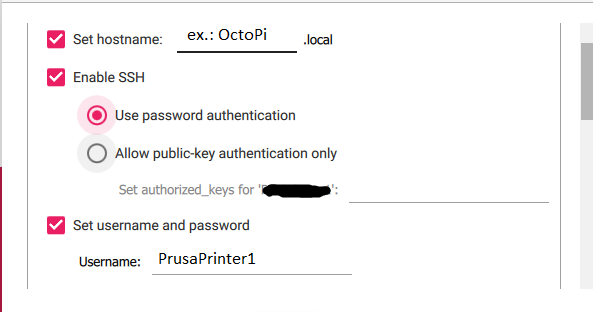 Set hostname: ex.: OctoPi .local
Enable SSH
Use password authentication
Allow public-key authentication only
Set authorized_keys for ' ':
Set username and password
Username: PrusaPrinter1